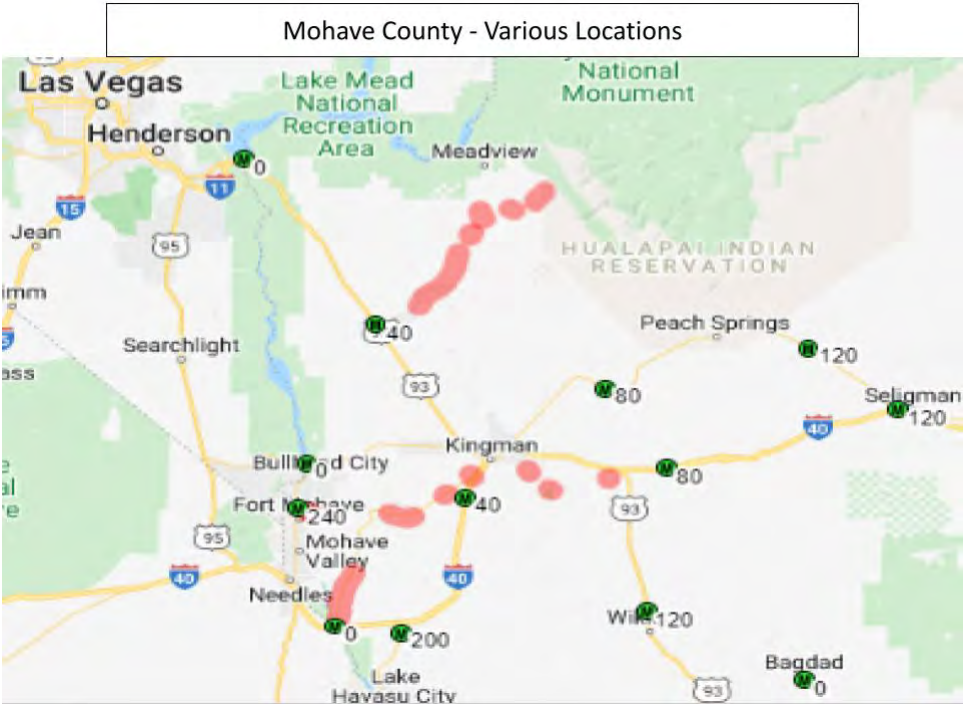 Mohave County - Various Locations
Las Vegas
Henderson
Lake Mead
National
Recreation
Area
National
Monument
Meadview
M 0
11
15
Jean
95
imm
HUALAPAI INDIAN
RESERVATION
40
Peach Springs
Searchlight
120
ass
93
80
Seligman
M 120
40
Kingman
M 80
0
d City
Fort M
M 240
M 40
93
95
Mohave
Valley
40
40
Needles
M 0
M 200
M 120
Lake
Havasu City
Bagdad
M 0
93